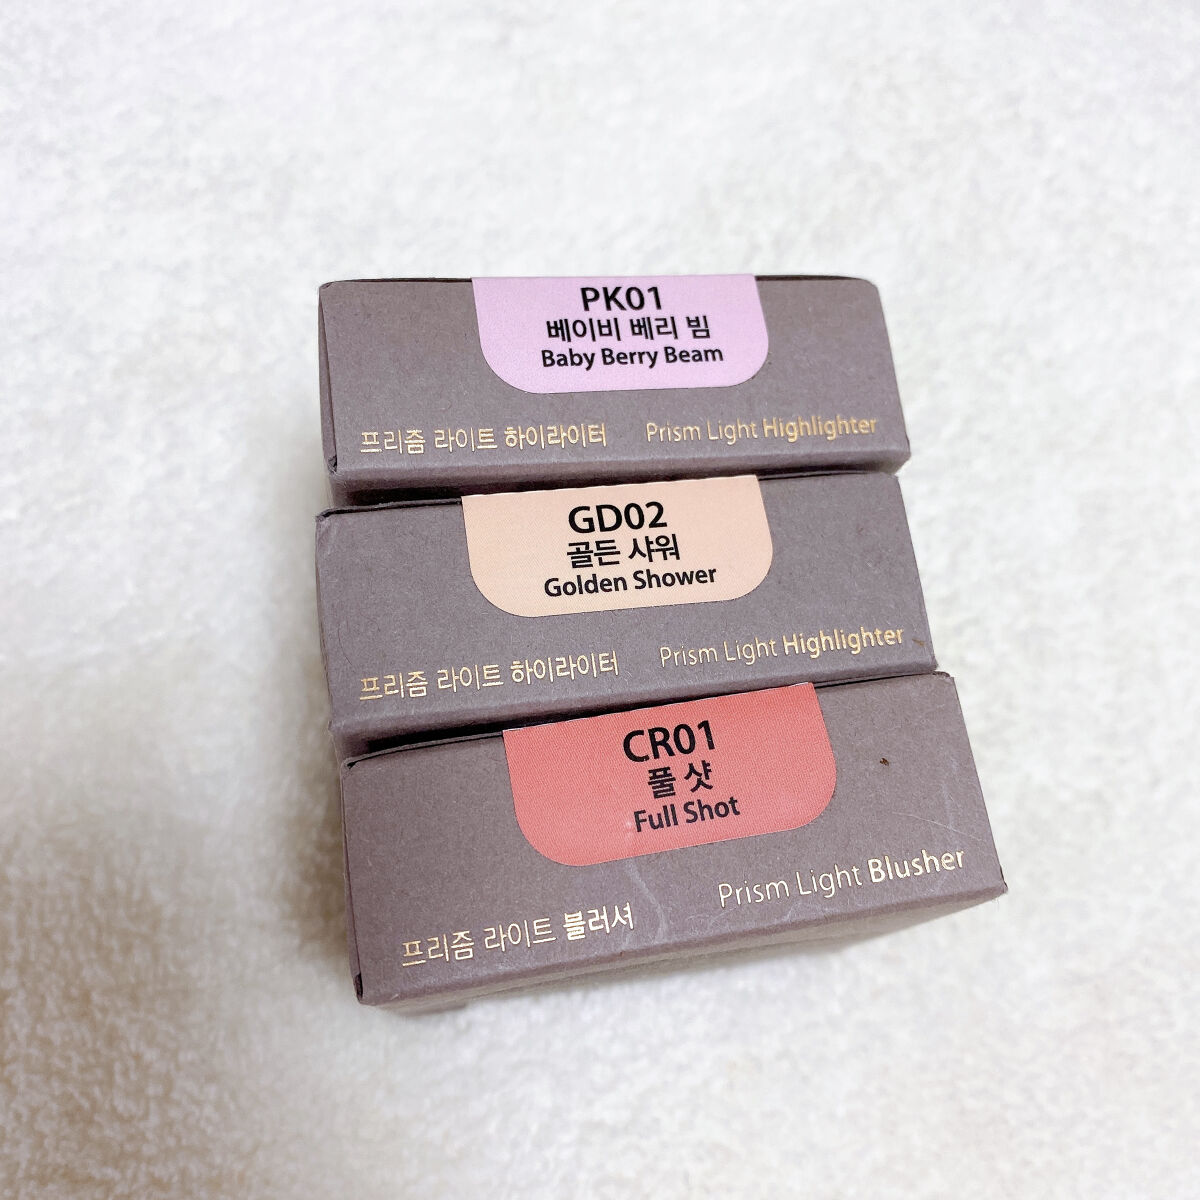 PK01
베이비 베리 빔
Baby Berry Beam
프리즘 라이트 하이라이터 Prism Light Highlighter
GD02
골든 샤워
Golden Shower
프리즘 라이트 하이라이터 Prism Light Highlighter
CR01
풀 샷
Full Shot
프리즘 라이트 블러셔 Prism Light Blusher